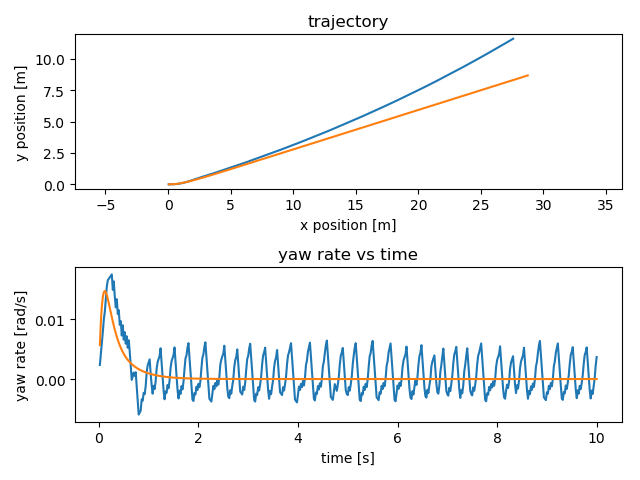 trajectory
10.0
7.5
5.0
2.5
0.0
y position [m]
−5 0 5 10 15 20 25 30 35
x position [m]
yaw rate vs time
0.01
0.00
yaw rate [rad/s]
0 2 4 6 8 10
time [s]